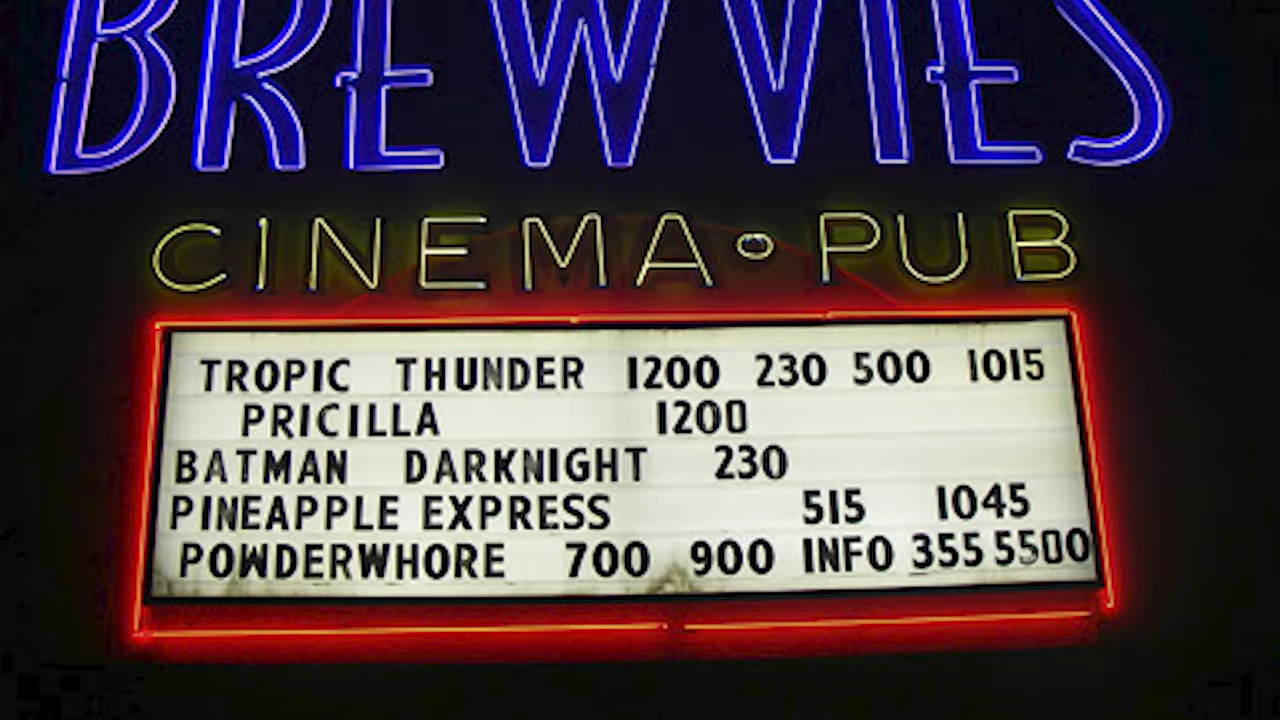 BREWVIES
CINEMA • PUB
TROPIC THUNDER 1200 230 500 1015
PRICILLA 1200
BATMAN DARKNIGHT 230
PINEAPPLE EXPRESS 515 1045
POWDERWHORE 700 900 INFO 355 5500